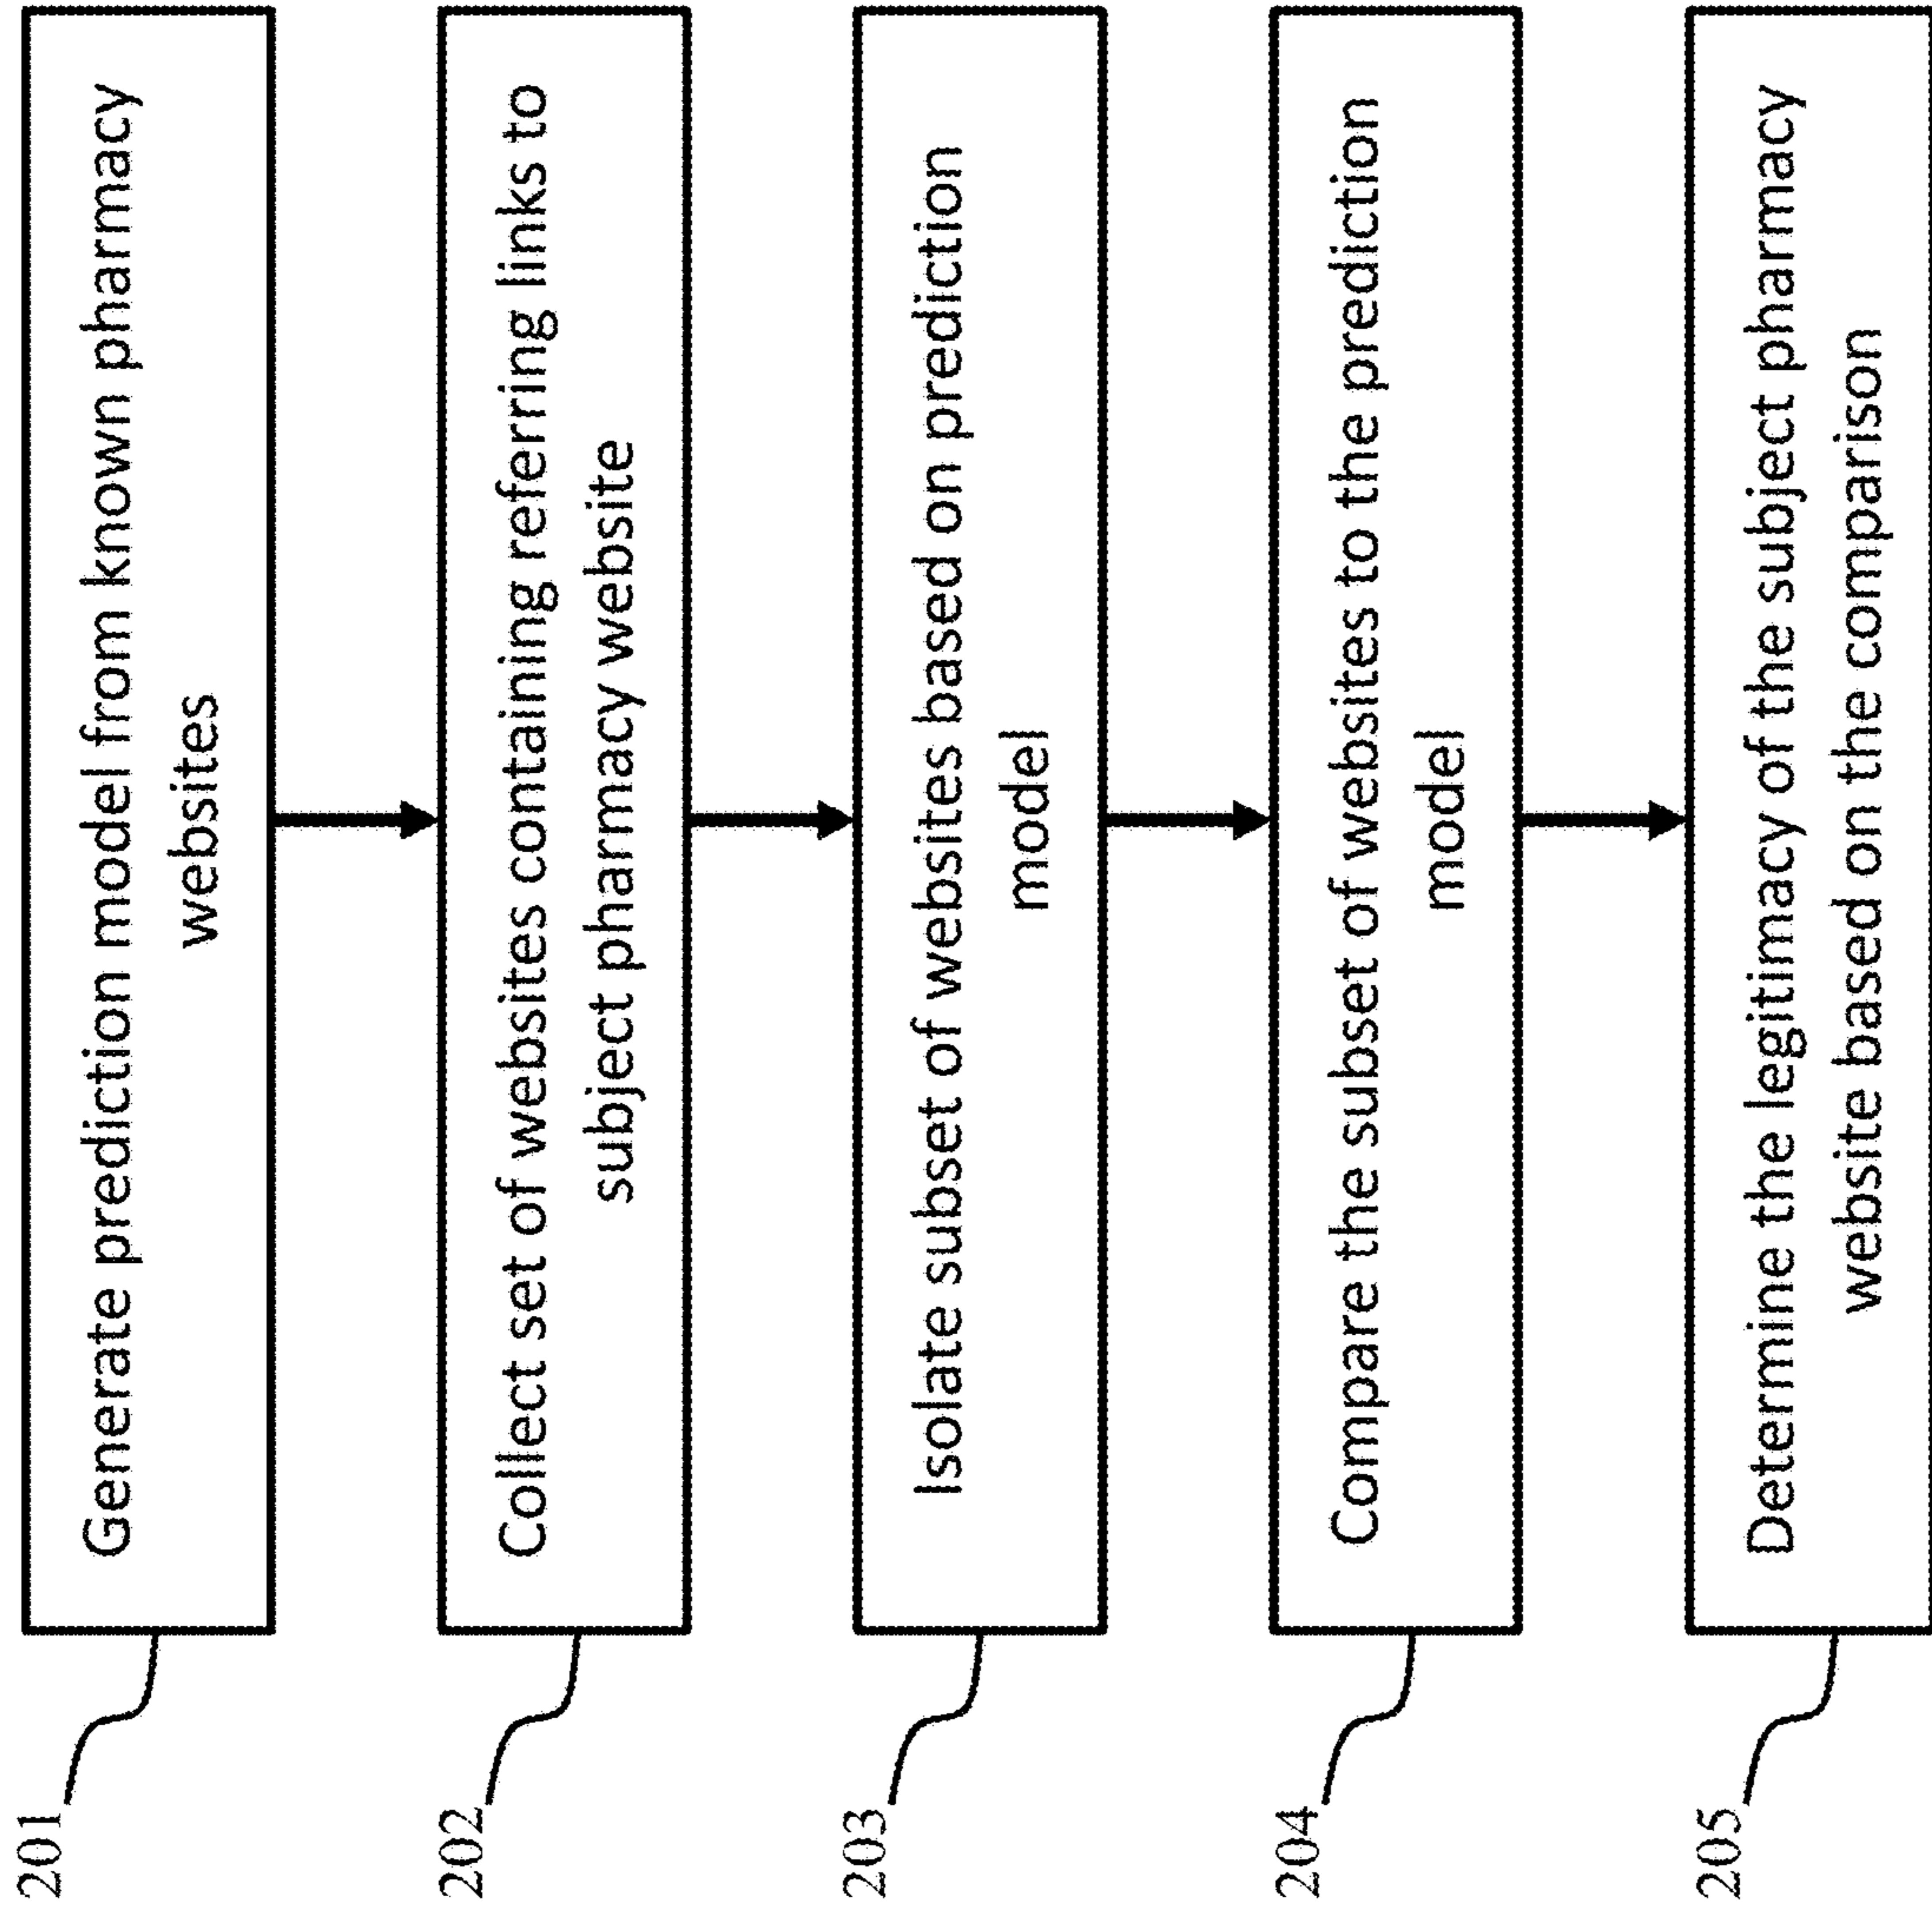 201
Generate prediction model from known pharmacy
websites
202
Collect set of websites containing referring links to
subject pharmacy website
203
Isolate subset of websites based on prediction
model
204
Compare the subset of websites to the prediction
model
205
Determine the legitimacy of the subject pharmacy
website based on the comparison